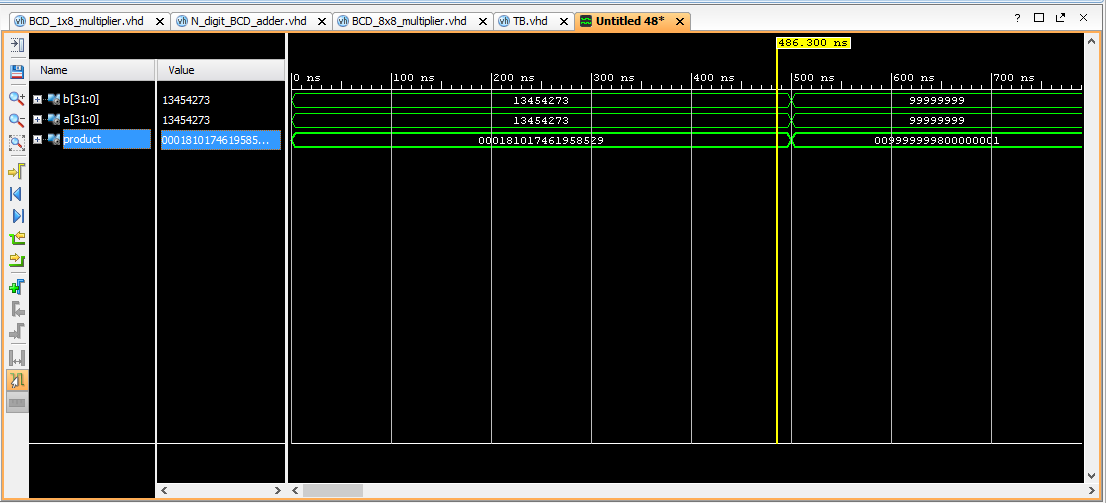 BCD_1x8_multiplier.vhd N_digit_BCD_adder.vhd BCD_8x8_multiplier.vhd TB.vhd Untitled 48*
486.300 ns
Name Value 0 ns 100 ns 200 ns 300 ns 400 ns 500 ns 600 ns 700 ns
b[31:0] 13454273 13454273 99999999
a[31:0] 13454273 13454273 99999999
product 0001810174619585... 000181017461958529 009999999800000001